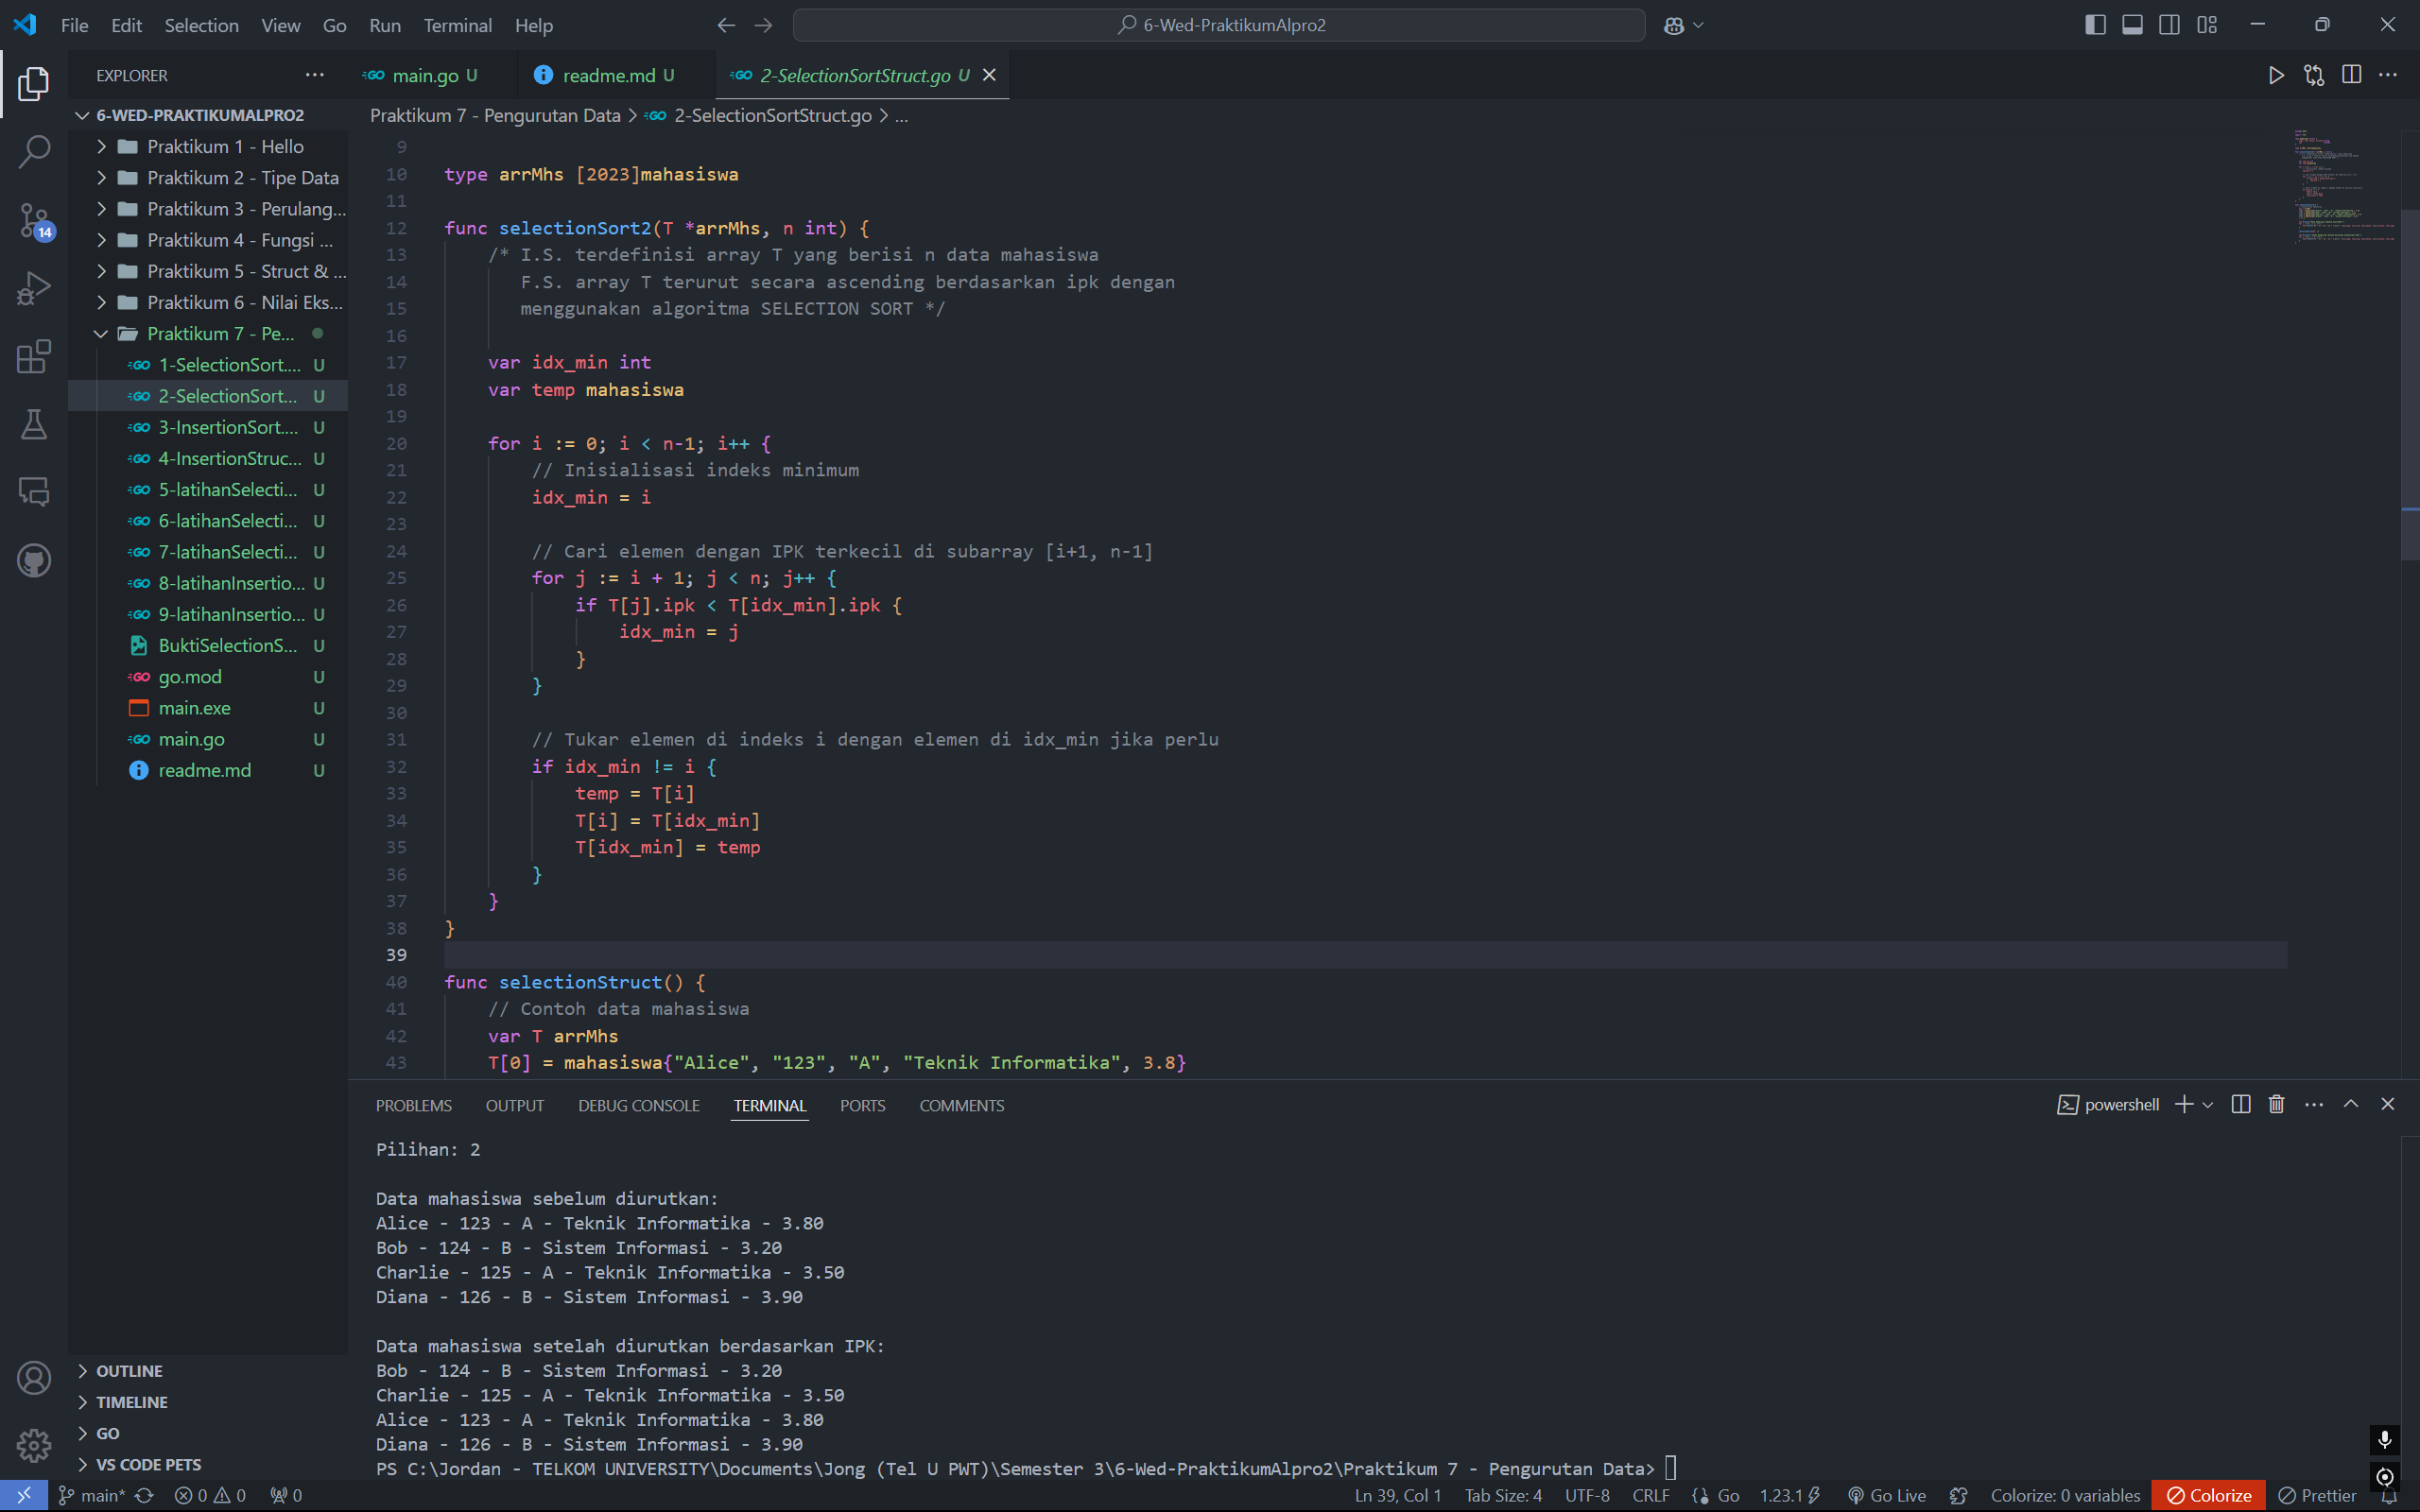 File Edit Selection View Go Run Terminal Help
6-Wed-PraktikumAlpro2
EXPLORER
main.go U
readme.md U
2-SelectionSortStruct.go U
6-WED-PRAKTIKUMALPRO2
Praktikum 7 - Pengurutan Data > 2-SelectionSortStruct.go > ...
Praktikum 1 - Hello
Praktikum 2 - Tipe Data
Praktikum 3 - Perulang...
Praktikum 4 - Fungsi ...
Praktikum 5 - Struct & ...
Praktikum 6 - Nilai Eks...
Praktikum 7 - Pe...
1-SelectionSort.... U
2-SelectionSort... U
3-InsertionSort.... U
4-InsertionStruc... U
5-latihanSelecti... U
6-latihanSelecti... U
7-latihanSelecti... U
8-latihanInsertio... U
9-latihanInsertio... U
BuktiSelectionS... U
go.mod U
main.exe U
main.go U
readme.md U
OUTLINE
TIMELINE
GO
VS CODE PETS
14
9
10 type arrMhs [2023]mahasiswa
11
12 func selectionSort2(T *arrMhs, n int) {
13 /* I.S. terdefinisi array T yang berisi n data mahasiswa
14 F.S. array T terurut secara ascending berdasarkan ipk dengan
15 menggunakan algoritma SELECTION SORT */
16
17 var idx_min int
18 var temp mahasiswa
19
20 for i := 0; i < n-1; i++ {
21 // Inisialisasi indeks minimum
22 idx_min = i
23
24 // Cari elemen dengan IPK terkecil di subarray [i+1, n-1]
25 for j := i + 1; j < n; j++ {
26 if T[j].ipk < T[idx_min].ipk {
27 idx_min = j
28 }
29 }
30
31 // Tukar elemen di indeks i dengan elemen di idx_min jika perlu
32 if idx_min != i {
33 temp = T[i]
34 T[i] = T[idx_min]
35 T[idx_min] = temp
36 }
37 }
38 }
39
40 func selectionStruct() {
41 // Contoh data mahasiswa
42 var T arrMhs
43 T[0] = mahasiswa{"Alice", "123", "A", "Teknik Informatika", 3.8}
PROBLEMS OUTPUT DEBUG CONSOLE TERMINAL PORTS COMMENTS
powershell
Pilihan: 2
Data mahasiswa sebelum diurutkan:
Alice - 123 - A - Teknik Informatika - 3.80
Bob - 124 - B - Sistem Informasi - 3.20
Charlie - 125 - A - Teknik Informatika - 3.50
Diana - 126 - B - Sistem Informasi - 3.90
Data mahasiswa setelah diurutkan berdasarkan IPK:
Bob - 124 - B - Sistem Informasi - 3.20
Charlie - 125 - A - Teknik Informatika - 3.50
Alice - 123 - A - Teknik Informatika - 3.80
Diana - 126 - B - Sistem Informasi - 3.90
PS C:\Jordan - TELKOM UNIVERSITY\Documents\Jong (Tel U PWT)\Semester 3\6-Wed-PraktikumAlpro2\Praktikum 7 - Pengurutan Data>
main* 0 0 0 Ln 39, Col 1 Tab Size: 4 UTF-8 CRLF Go 1.23.1 Go Live Colorize: 0 variables Colorize Prettier